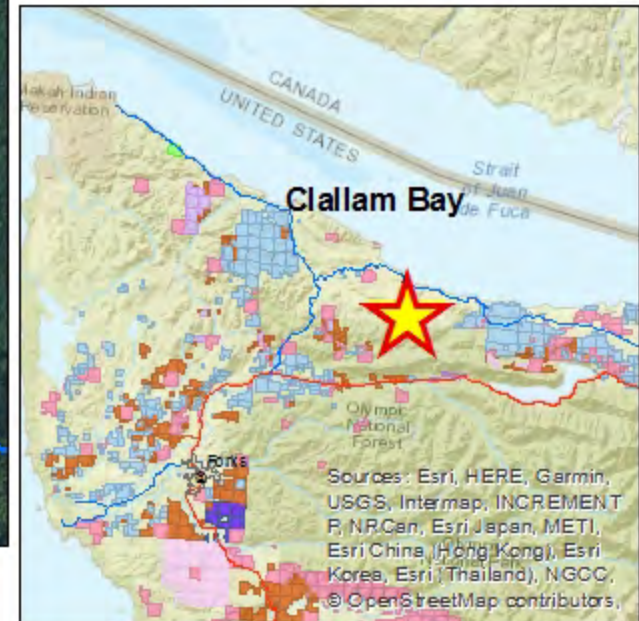 Makah Indian
Reservation
CANADA
UNITED STATES
Strait
of Juan
de Fuca
Clallam Bay
Olympic
National
Forest
Forks
Sources: Esri, HERE, Garmin,
USGS, Intermap, INCREMENT
P, NRCan, Esri Japan, METI,
Esri China (Hong Kong), Esri
Korea, Esri (Thailand), NGCC,
© OpenStreetMap contributors,